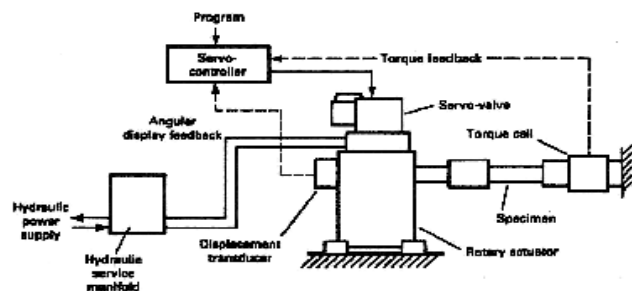 Program
Servo-
controller
Torque feedback
Servo-valve
Angular
display feedback
Torque cell
Hydraulic
power
supply
Specimen
Displacement
transducer
Rotary actuator
Hydraulic
service
manifold